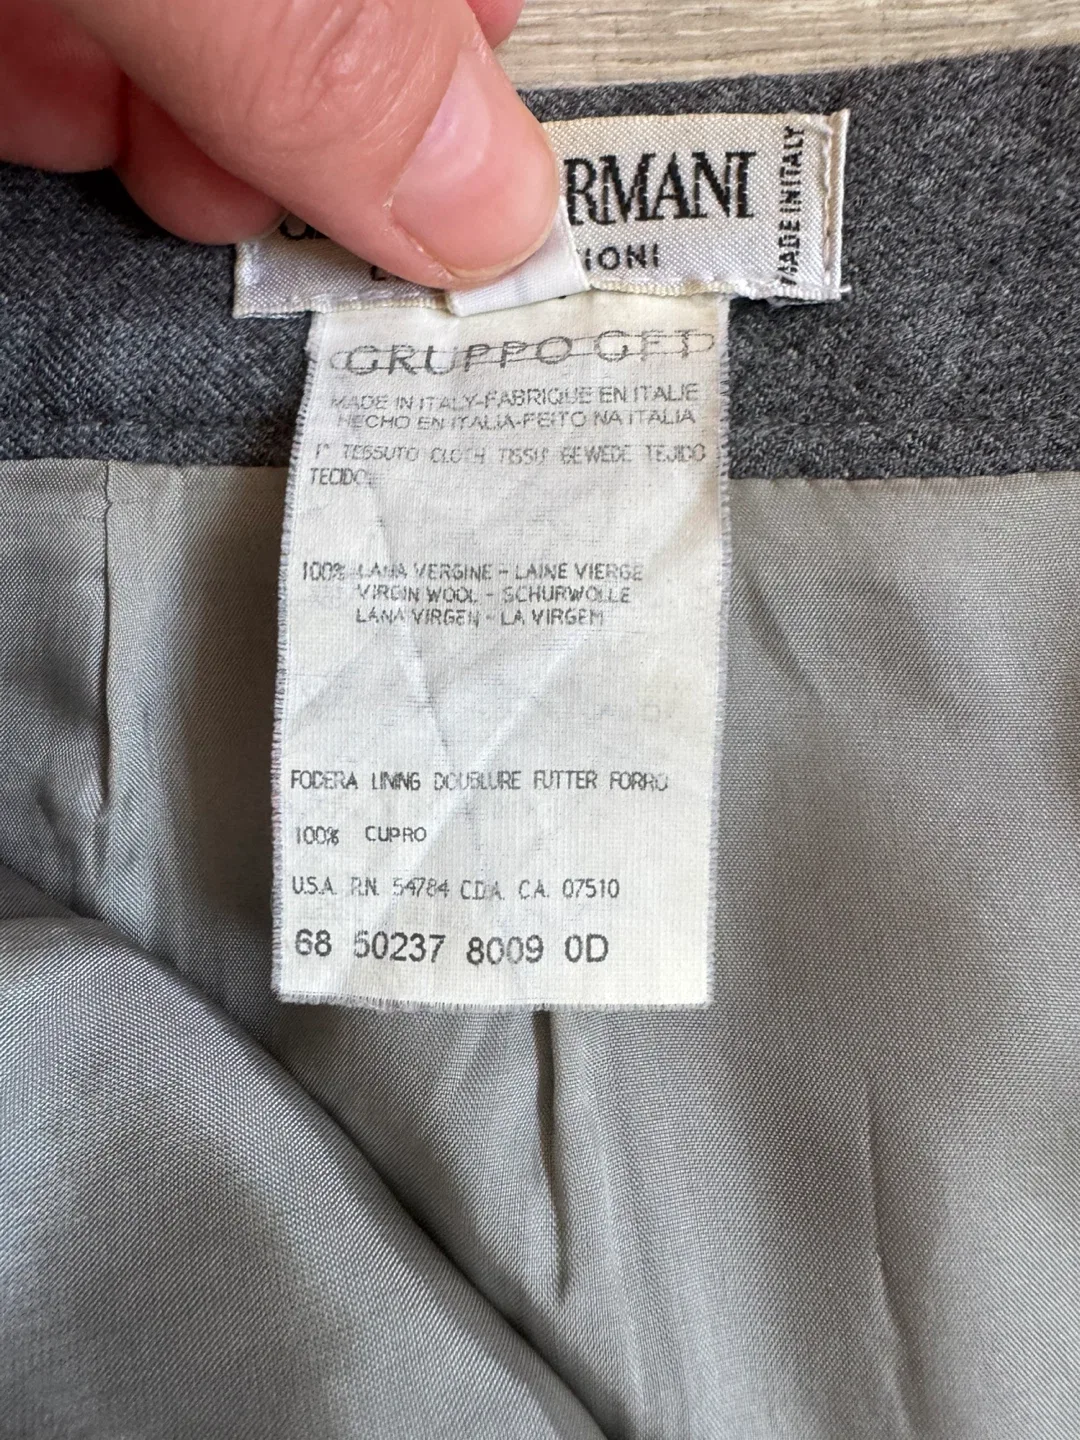 RMANI
IONI
MADE IN ITALY
GRUPPO GFT
MADE IN ITALY-FABRIQUE EN ITALIE
HECHO EN ITALIA-FEITO NA ITALIA
TESSUTO CLOTH TISSU GEWEDE TEJIDO
TECIDO
100% LANA VERGINE - LAINE VIERGE
VIRGIN WOOL - SCHURWOLLE
LANA VIRGEN - LA VIRGEM
FODERA LINING DOUBLURE FUTTER FORRO
100% CUPRO
U.S.A. R.N. 54784 C.D.A. C.A. 07510
68 50237 8009 0D